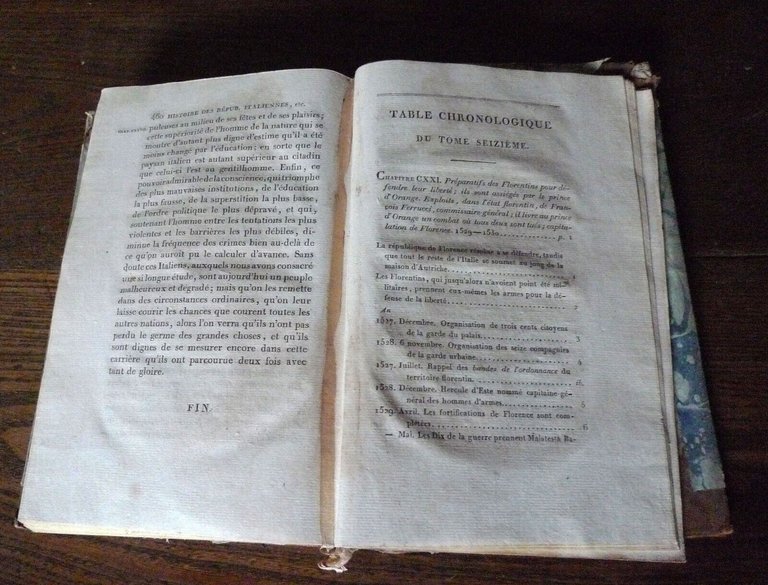 460 HISTOIRE DES RÉPUB. ITALIENNES, etc.
puleuses au milieu de ses fêtes et de ses plaisirs;
cette supériorité de l'homme de la nature qui se
montre d'autant plus digne d'estime qu'il a été
moins changé par l'éducation; en sorte que le
paysan italien est autant supérieur au citadin
que celui-ci l'est au gentilhomme. Enfin, ce
pouvoir admirable de la conscience, qui triomphe
des plus mauvaises institutions, de l'éducation
la plus fausse, de la superstition la plus basse,
de l'ordre politique le plus dépravé, et qui,
soutenant l'homme entre les tentations les plus
violentes et les barrières les plus débiles, di-
minue la fréquence des crimes bien au-delà de
ce qu'on auroit pu le calculer d'avance. Sans
doute ces Italiens, auxquels nous avons consacré
une si longue étude, sont aujourd'hui un peuple
malheureux et dégradé; mais qu'on les remette
dans des circonstances ordinaires, qu'on leur
laisse courir les chances que courent toutes les
autres nations, alors l'on verra qu'ils n'ont pas
perdu le germe des grandes choses, et qu'ils
sont dignes de se mesurer encore dans cette
carrière qu'ils ont parcourue deux fois avec
tant de gloire.
FIN.
TABLE CHRONOLOGIQUE
DU TOME SEIZIÈME.
CHAPITRE CXXI. Préparatifs des Florentins pour dé-
fendre leur liberté; ils sont assiégés par le prince
d'Orange. Exploits, dans l'état florentin, de Fran-
çois Ferrucci, commissaire général; il livre au prince
d'Orange un combat où tous deux sont tués; capitu-
lation de Florence. 1529—1530. p. 1
La république de Florence résolue à se défendre, tandis
que tout le reste de l'Italie se soumet au joug de la
maison d'Autriche.
Les Florentins, qui jusqu'alors n'avoient point été mi-
litaires, prennent eux-mêmes les armes pour la dé-
fense de la liberté. 2
An
1527. Décembre. Organisation de trois cents citoyens
de la garde du palais. 3
1528. 6 novembre. Organisation des seize compagnies
de la garde urbaine.
1527. Juillet. Rappel des bandes de l'ordonnance du
territoire florentin. ib.
1528. Décembre. Hercule d'Este nommé capitaine gé-
néral des hommes d'armes. 5
1529. Avril. Les fortifications de Florence sont com-
plétées. 6
— Mai. Les Dix de la guerre prennent Malatesta Ba-